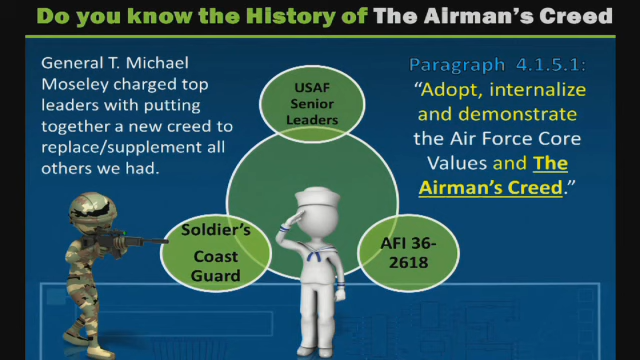 Do you know the History of The Airman's Creed
General T. Michael
Moseley charged top
leaders with putting
together a new creed to
replace/supplement all
others we had.
USAF
Senior
Leaders
Paragraph 4.1.5.1:
“Adopt, internalize
and demonstrate
the Air Force Core
Values and The
Airman's Creed.”
Soldier's
Coast
Guard
AFI 36-
2618